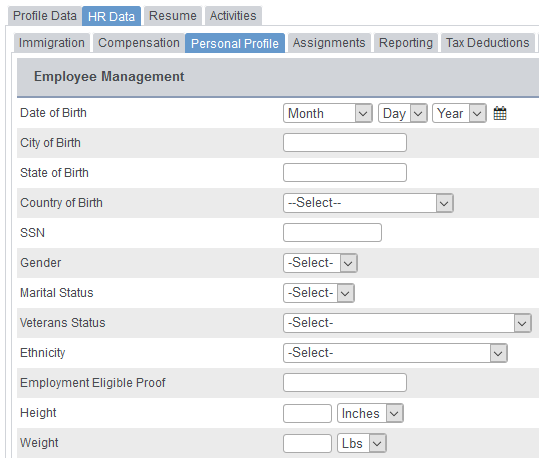 Profile Data HR Data Resume Activities
Immigration Compensation Personal Profile Assignments Reporting Tax Deductions
Employee Management
Date of Birth Month Day Year
City of Birth
State of Birth
Country of Birth --Select--
SSN
Gender -Select-
Marital Status -Select-
Veterans Status -Select-
Ethnicity -Select-
Employment Eligible Proof
Height Inches
Weight Lbs